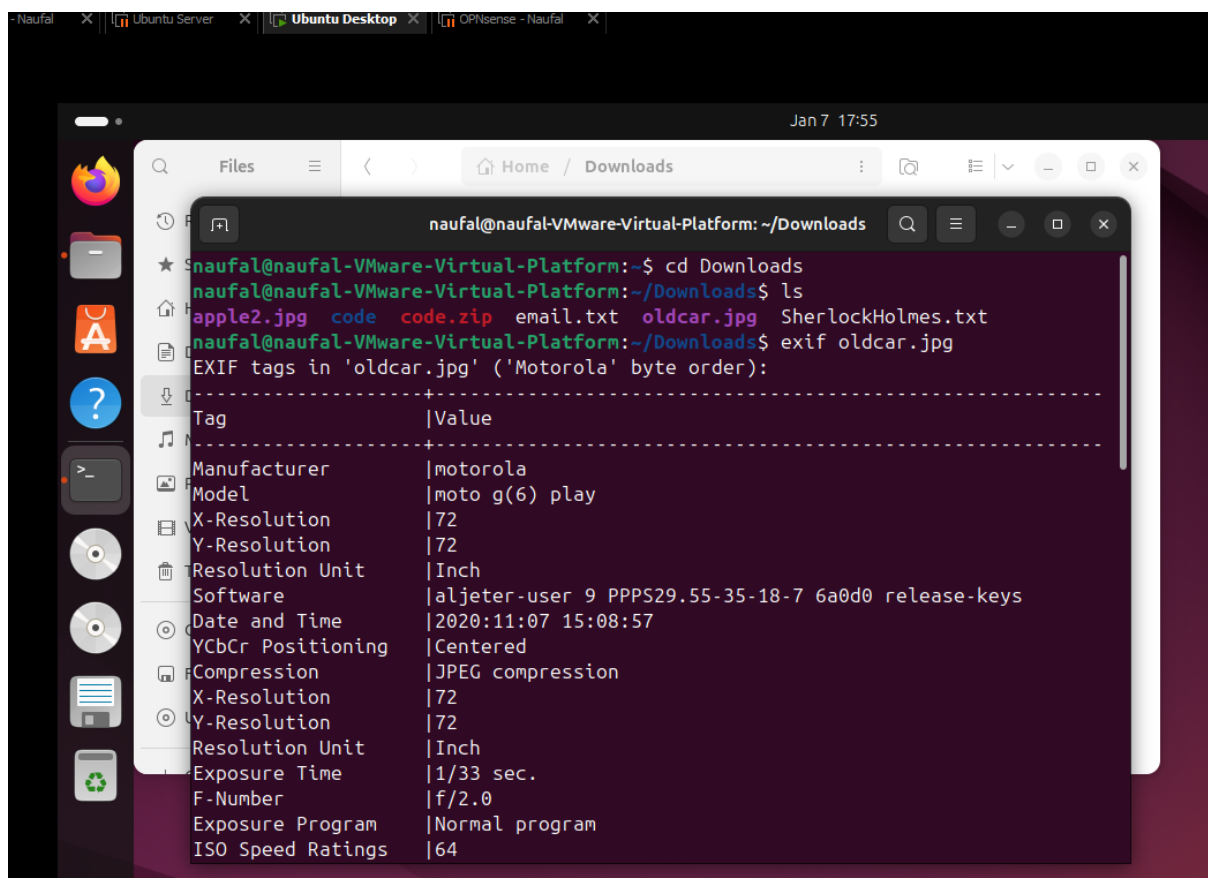 - Naufal
Ubuntu Server
Ubuntu Desktop
OPNsense - Naufal
Jan 7 17:55
Files
Home / Downloads
naufal@naufal-VMware-Virtual-Platform: ~/Downloads
naufal@naufal-VMware-Virtual-Platform:~$ cd Downloads
naufal@naufal-VMware-Virtual-Platform:~/Downloads$ ls
apple2.jpg code code.zip email.txt oldcar.jpg SherlockHolmes.txt
naufal@naufal-VMware-Virtual-Platform:~/Downloads$ exif oldcar.jpg
EXIF tags in 'oldcar.jpg' ('Motorola' byte order):
--------------------+----------------------------------------------------------
Tag                 |Value
--------------------+----------------------------------------------------------
Manufacturer        |motorola
Model               |moto g(6) play
X-Resolution        |72
Y-Resolution        |72
Resolution Unit     |Inch
Software            |aljeter-user 9 PPPS29.55-35-18-7 6a0d0 release-keys
Date and Time       |2020:11:07 15:08:57
YCbCr Positioning   |Centered
Compression         |JPEG compression
X-Resolution        |72
Y-Resolution        |72
Resolution Unit     |Inch
Exposure Time       |1/33 sec.
F-Number            |f/2.0
Exposure Program    |Normal program
ISO Speed Ratings   |64